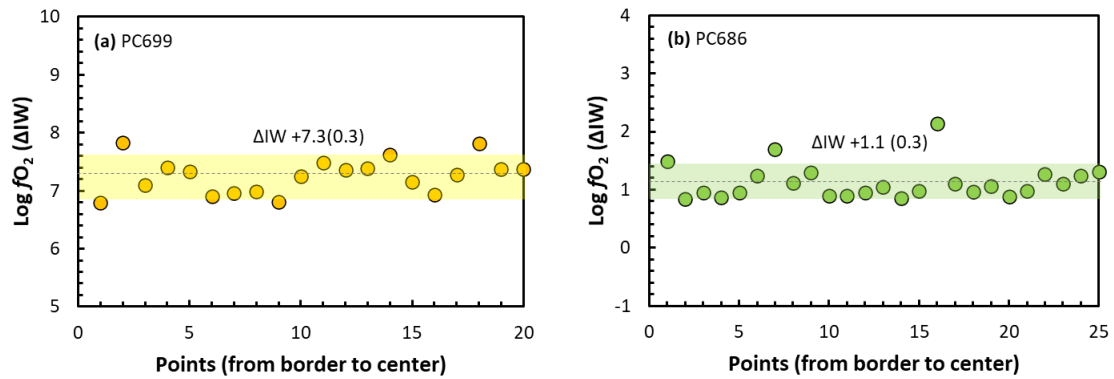 (a) PC699
Log fO₂ (ΔIW)
10
9
8
7
6
5
ΔIW +7.3(0.3)
0 5 10 15 20
Points (from border to center)
(b) PC686
Log fO₂ (ΔIW)
4
3
2
1
0
-1
ΔIW +1.1 (0.3)
0 5 10 15 20 25
Points (from border to center)